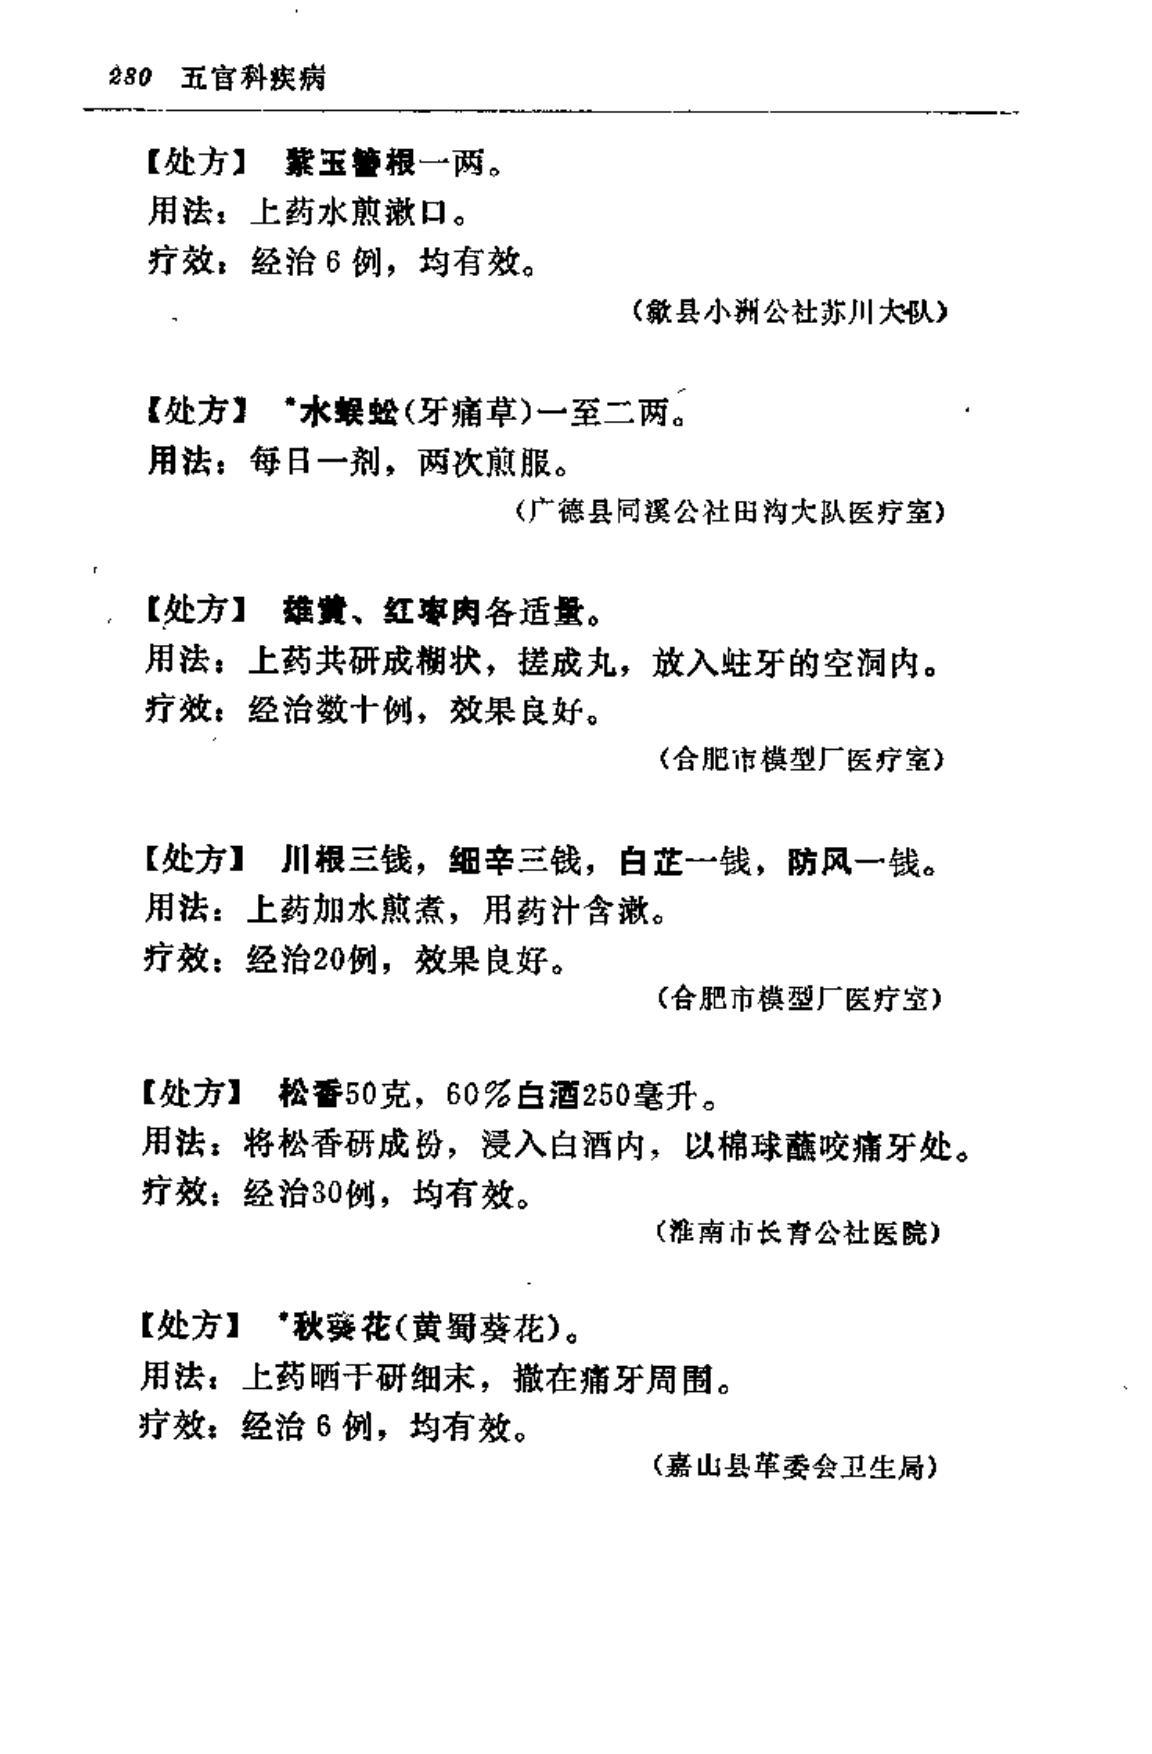 280 五官科疾病
【处方】 紫玉簪根一两。
用法：上药水煎漱口。
疗效：经治6例，均有效。
（歙县小洲公社苏川大队）
【处方】 *水蜈蚣(牙痛草)一至二两。
用法：每日一剂，两次煎服。
（广德县同溪公社田沟大队医疗室）
【处方】 雄黄、红枣肉各适量。
用法：上药共研成糊状，搓成丸，放入蛀牙的空洞内。
疗效：经治数十例，效果良好。
（合肥市模型厂医疗室）
【处方】 川椒三钱，细辛三钱，白芷一钱，防风一钱。
用法：上药加水煎煮，用药汁含漱。
疗效：经治20例，效果良好。
（合肥市模型厂医疗室）
【处方】 松香50克，60%白酒250毫升。
用法：将松香研成份，浸入白酒内，以棉球蘸咬痛牙处。
疗效：经治30例，均有效。
（淮南市长青公社医院）
【处方】 *秋葵花(黄蜀葵花)。
用法：上药晒干研细末，撒在痛牙周围。
疗效：经治6例，均有效。
（嘉山县革委会卫生局）